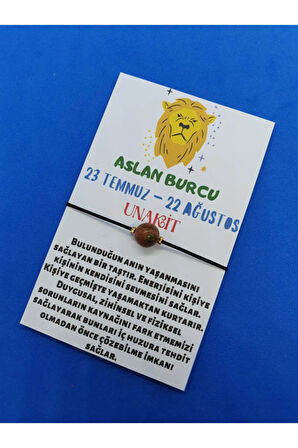 ASLAN BURCU
23 TEMMUZ – 22 AĞUSTOS
UNAKİT
BULUNDUĞUN ANIN YAŞANMASINI
SAĞLAYAN BİR TAŞTIR. ENERJİSİNİ KİŞİYE
KİŞİNİN KENDİSİNİ SEVMESİNİ SAĞLAR.
KİŞİYE GEÇMİŞTE YAŞAMAKTAN KURTARIR.
DUYGUSAL, ZİNİNSEL VE FİZİKSEL
SORUNLARIN KAYNAĞINI FARK ETMEMİZİ
SAĞLAYARAK BUNLARI İÇ HUZURA TEHDİT
OLMADAN ÖNCE ÇÖZEBİLME İMKANI
SAĞLAR.